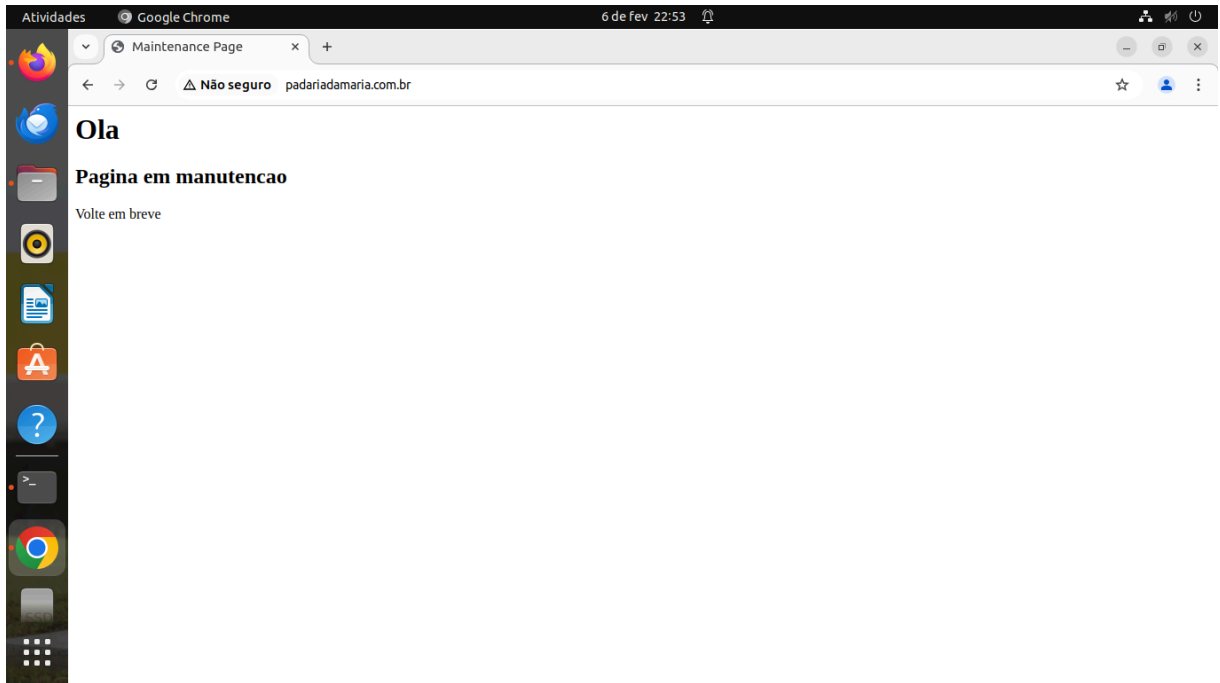 Atividades Google Chrome 6 de fev 22:53
Maintenance Page
Não seguro padariadamaria.com.br
Ola
Pagina em manutencao
Volte em breve
SSD